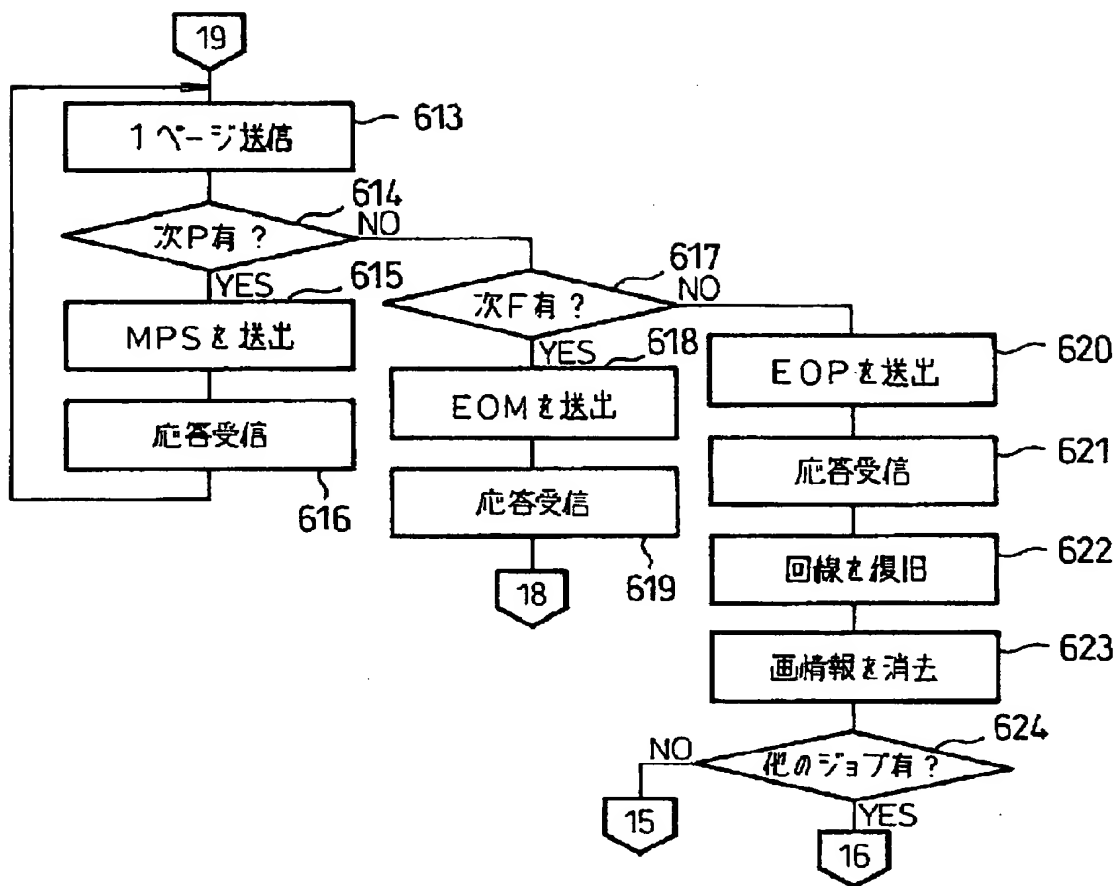 19
1ページ送信
613
次P有?
614
NO
YES
MPSを送出
615
応答受信
616
次F有?
617
NO
YES
EOMを送出
618
応答受信
619
18
EOPを送出
620
応答受信
621
回線を復旧
622
画情報を消去
623
他のジョブ有?
624
NO
15
YES
16